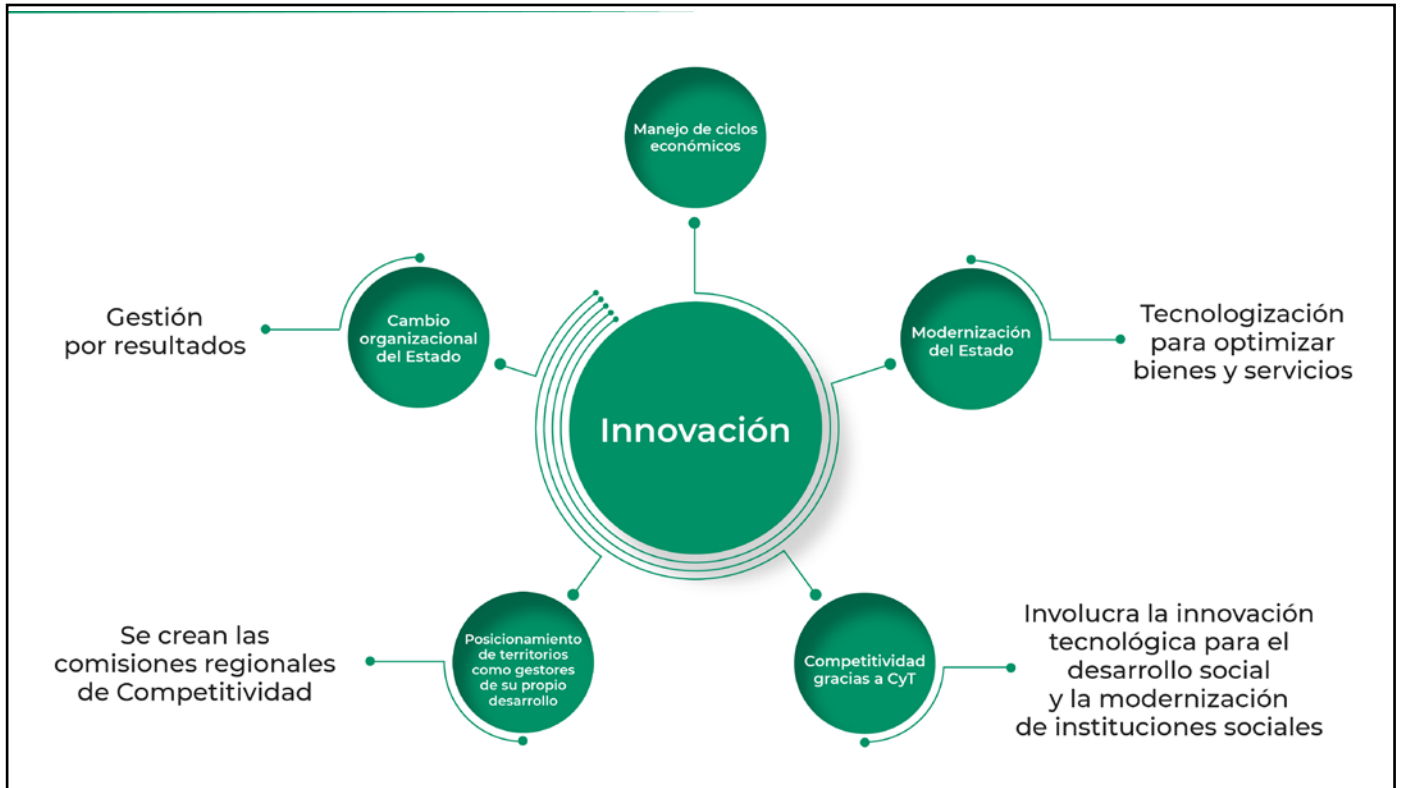 Manejo de ciclos
económicos
Gestión
por resultados
Cambio
organizacional
del Estado
Innovación
Modernización
del Estado
Tecnologización
para optimizar
bienes y servicios
Se crean las
comisiones regionales
de Competitividad
Posicionamiento
de territorios
como gestores
de su propio
desarrollo
Competitividad
gracias a CyT
Involucra la innovación
tecnológica para el
desarrollo social
y la modernización
de instituciones sociales